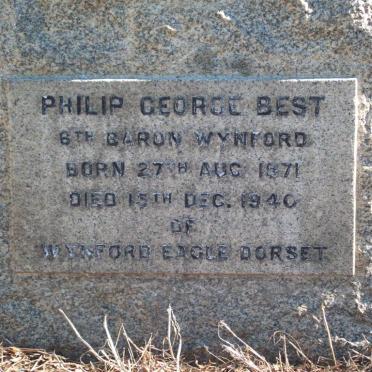 PHILIP GEORGE BEST
6TH BARON WYNFORD
BORN 27TH AUG 1871
DIED 15TH DEC. 1940
OF
WYNFORD EAGLE DORSET